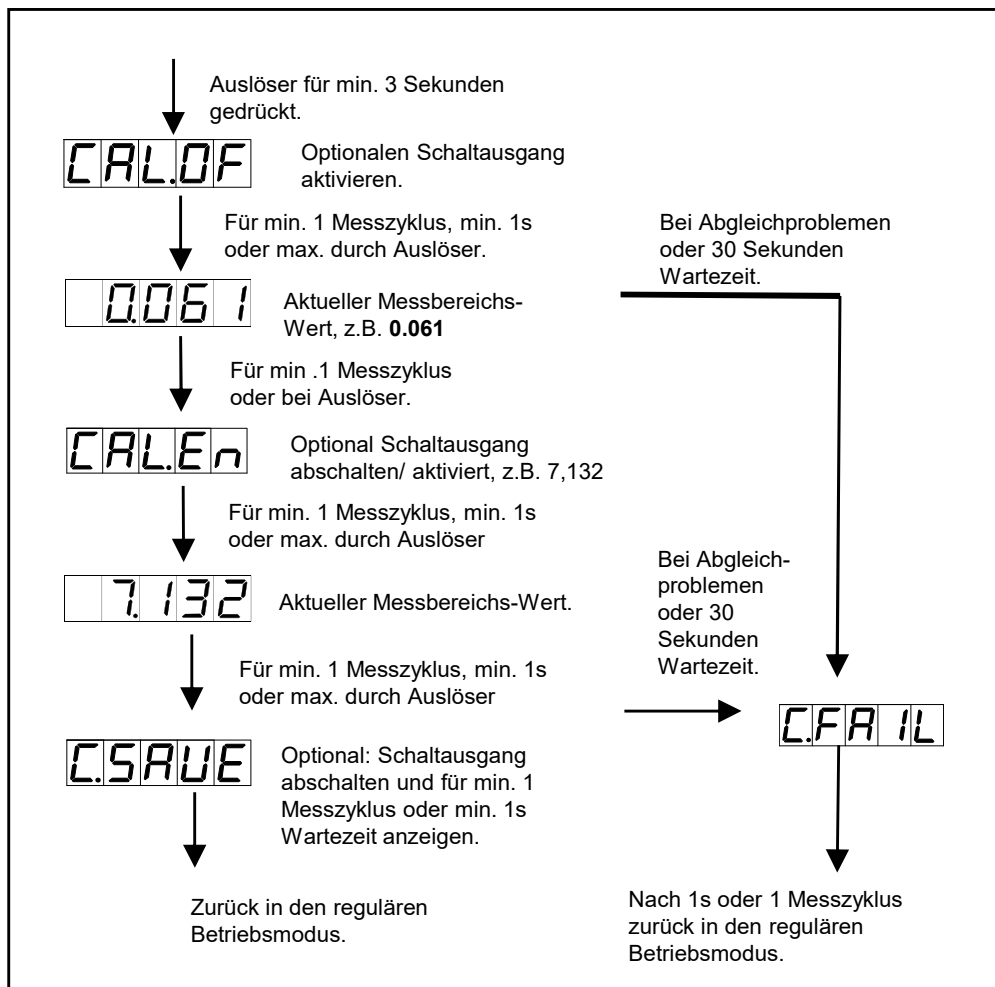 Auslöser für min. 3 Sekunden
gedrückt.
CAL.OF
Optionalen Schaltausgang
aktivieren.
Für min. 1 Messzyklus, min. 1s
oder max. durch Auslöser.
Bei Abgleichproblemen
oder 30 Sekunden
Wartezeit.
0.061
Aktueller Messbereichs-
Wert, z.B. 0.061
Für min .1 Messzyklus
oder bei Auslöser.
CAL.En
Optional Schaltausgang
abschalten/ aktiviert, z.B. 7,132
Für min. 1 Messzyklus, min. 1s
oder max. durch Auslöser
7.132
Aktueller Messbereichs-Wert.
Bei Abgleich-
problemen
oder 30
Sekunden
Wartezeit.
Für min. 1 Messzyklus, min. 1s
oder max. durch Auslöser
C.FAIL
C.SAVE
Optional: Schaltausgang
abschalten und für min. 1
Messzyklus oder min. 1s
Wartezeit anzeigen.
Zurück in den regulären
Betriebsmodus.
Nach 1s oder 1 Messzyklus
zurück in den regulären
Betriebsmodus.